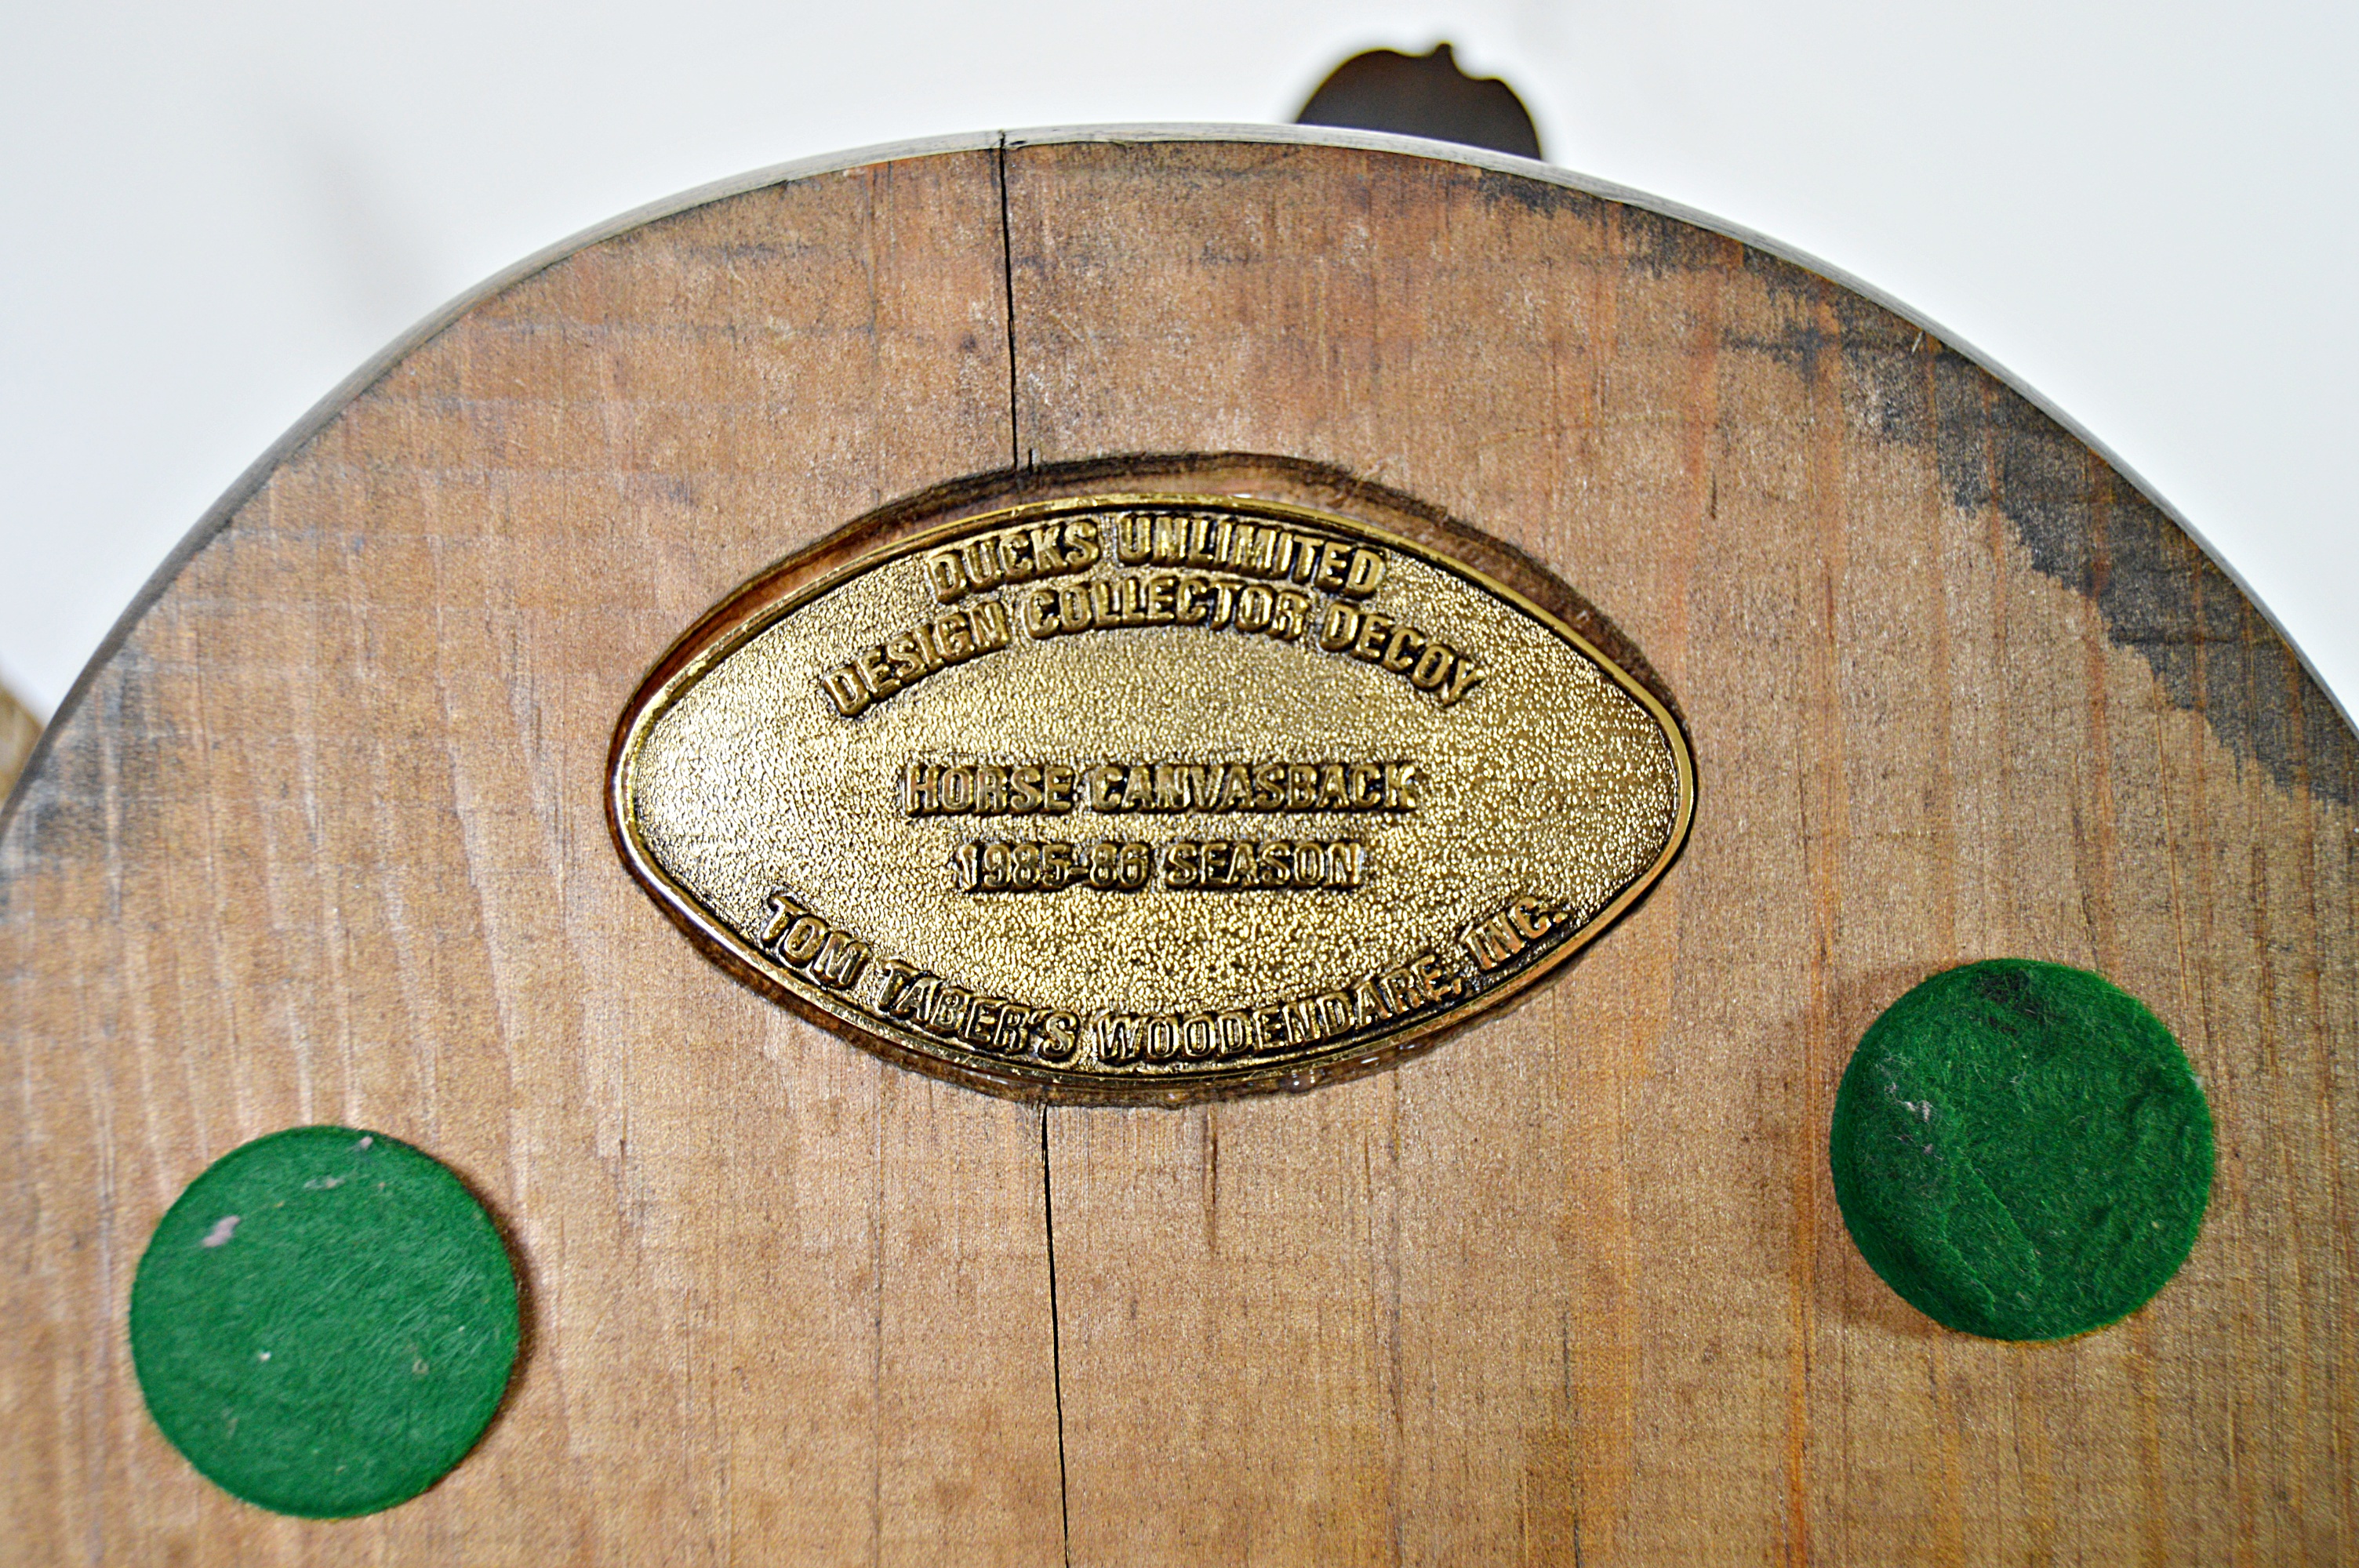 DUCKS UNLIMITED
DESIGN COLLECTOR DECOY
HORSE CANVASBACK
1985-86 SEASON
TOM TABER'S WOODENDARE, INC.